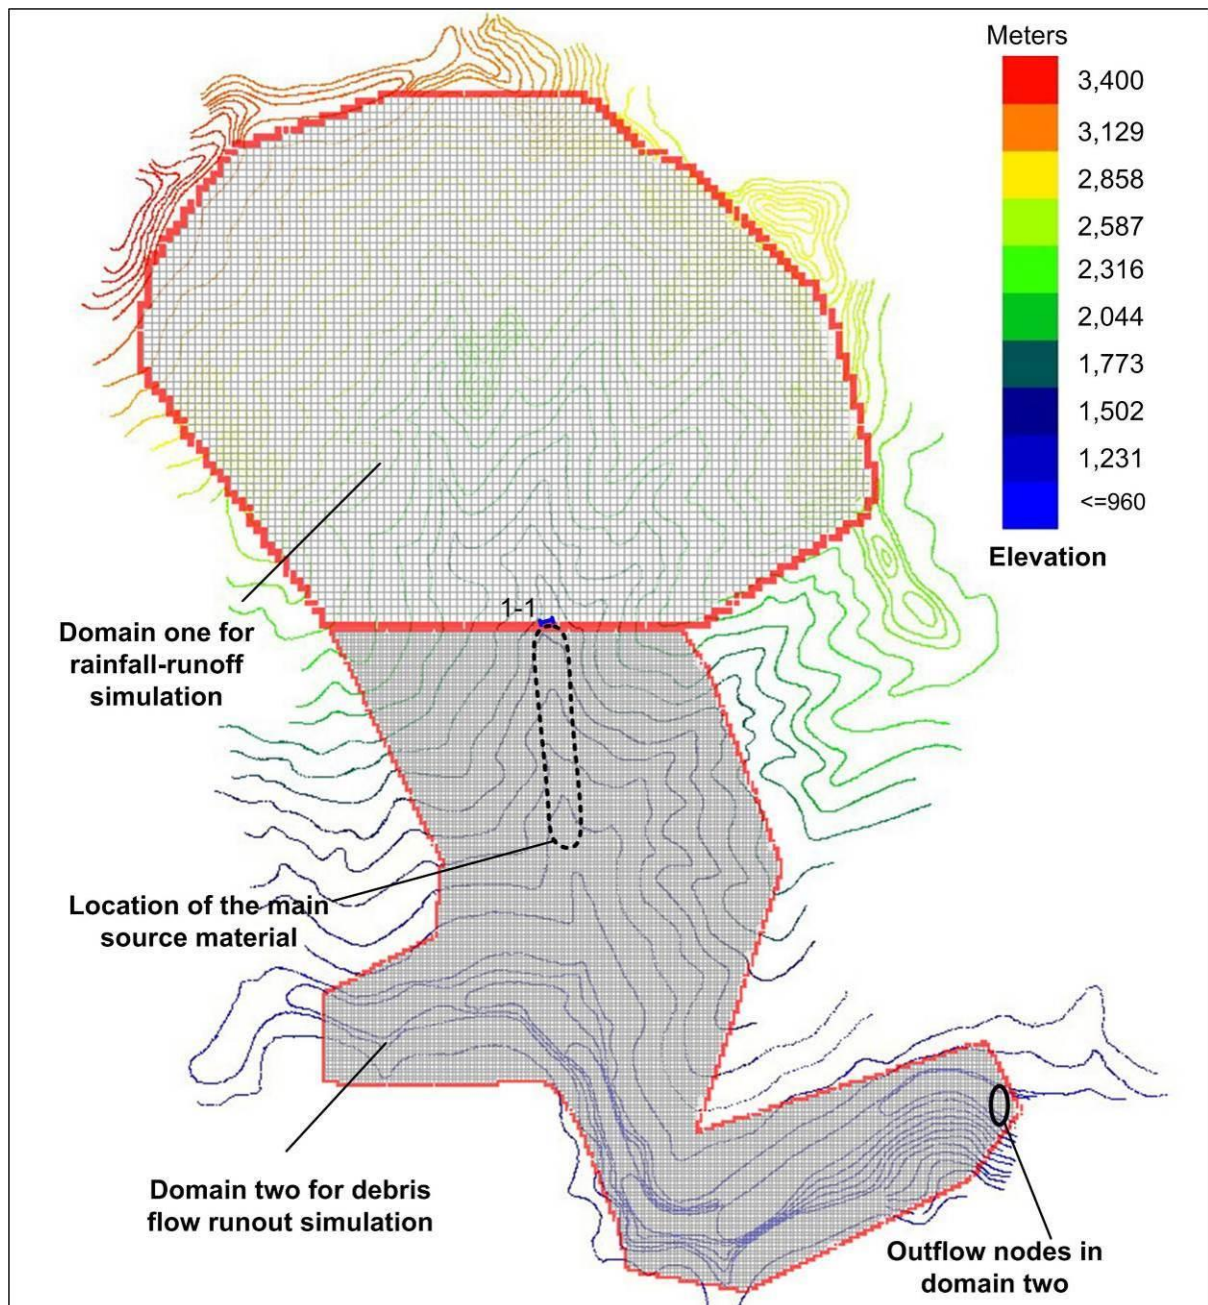 Meters
3,400
3,129
2,858
2,587
2,316
2,044
1,773
1,502
1,231
<=960
Elevation
1-1
Domain one for
rainfall-runoff
simulation
Location of the main
source material
Domain two for debris
flow runout simulation
Outflow nodes in
domain two